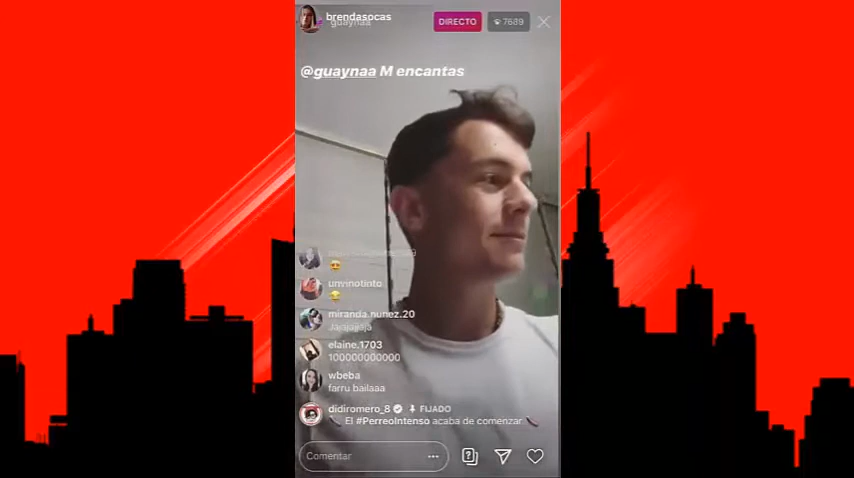 brendasocas
guaynaa
DIRECTO
7689
@guaynaa M encantas
unvinotinto
miranda.nunez.20
Jajajjjja
elaine.1703
100000000000
wbeba
farru bailaaa
didiromero_8 FIJADO
El #PerreoIntenso acaba de comenzar
Comentar